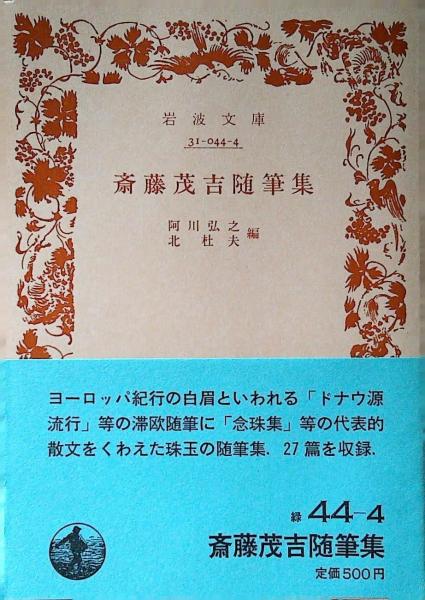 岩波文庫
31-044-4
斎藤茂吉随筆集
阿川弘之
北杜夫
編
ヨーロッパ紀行の白眉といわれる「ドナウ源
流行」等の滞欧随筆に「念珠集」等の代表的
散文をくわえた珠玉の随筆集．27篇を収録．
緑 44-4
斎藤茂吉随筆集
定価500円